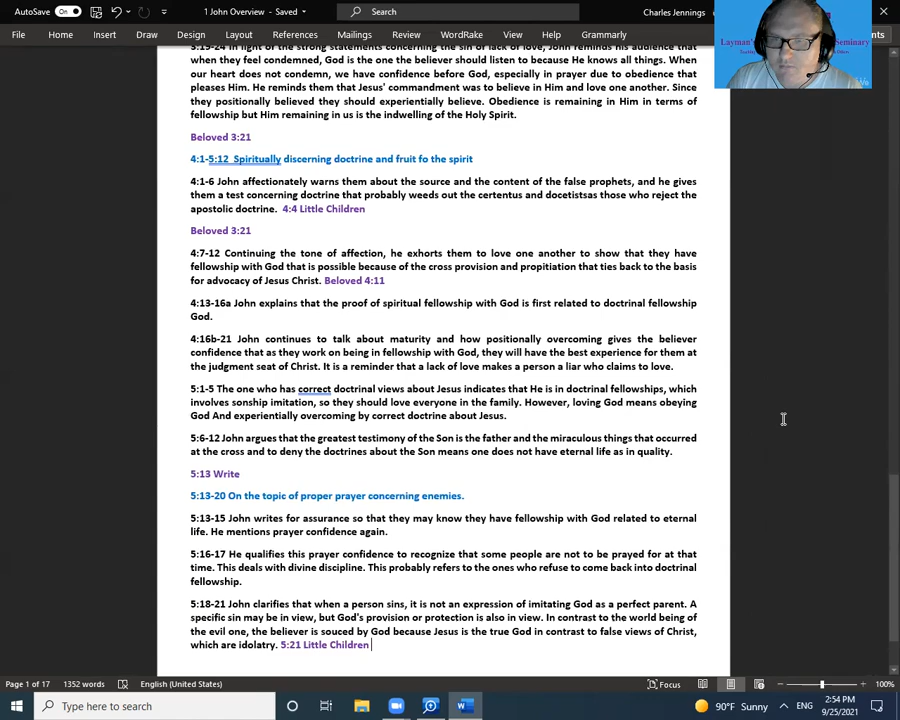 AutoSave On
1 John Overview - Saved
Search
Charles Jennings
File Home Insert Draw Design Layout References Mailings Review WordRake View Help Grammarly
Layman's Seminary
3:19-24 In light of the strong statements concerning the sin of lack of love, John reminds his audience that
when they feel condemned, God is the one the believer should listen to because He knows all things. When
our heart does not condemn, we have confidence before God, especially in prayer due to obedience that
pleases Him. He reminds them that Jesus' commandment was to believe in Him and love one another. Since
they positionally believed they should experientially believe. Obedience is remaining in Him in terms of
fellowship but Him remaining in us is the indwelling of the Holy Spirit.
Beloved 3:21
4:1-5:12 Spiritually discerning doctrine and fruit fo the spirit
4:1-6 John affectionately warns them about the source and the content of the false prophets, and he gives
them a test concerning doctrine that probably weeds out the certentus and docetistsas those who reject the
apostolic doctrine. 4:4 Little Children
Beloved 3:21
4:7-12 Continuing the tone of affection, he exhorts them to love one another to show that they have
fellowship with God that is possible because of the cross provision and propitiation that ties back to the basis
for advocacy of Jesus Christ. Beloved 4:11
4:13-16a John explains that the proof of spiritual fellowship with God is first related to doctrinal fellowship
God.
4:16b-21 John continues to talk about maturity and how positionally overcoming gives the believer
confidence that as they work on being in fellowship with God, they will have the best experience for them at
the judgment seat of Christ. It is a reminder that a lack of love makes a person a liar who claims to love.
5:1-5 The one who has correct doctrinal views about Jesus indicates that He is in doctrinal fellowships, which
involves sonship imitation, so they should love everyone in the family. However, loving God means obeying
God And experientially overcoming by correct doctrine about Jesus.
5:6-12 John argues that the greatest testimony of the Son is the father and the miraculous things that occurred
at the cross and to deny the doctrines about the Son means one does not have eternal life as in quality.
5:13 Write
5:13-20 On the topic of proper prayer concerning enemies.
5:13-15 John writes for assurance so that they may know they have fellowship with God related to eternal
life. He mentions prayer confidence again.
5:16-17 He qualifies this prayer confidence to recognize that some people are not to be prayed for at that
time. This deals with divine discipline. This probably refers to the ones who refuse to come back into doctrinal
fellowship.
5:18-21 John clarifies that when a person sins, it is not an expression of imitating God as a perfect parent. A
specific sin may be in view, but God's provision or protection is also in view. In contrast to the world being of
the evil one, the believer is souced by God because Jesus is the true God in contrast to false views of Christ,
which are idolatry. 5:21 Little Children
Page 1 of 17 1352 words English (United States) Focus 100%
Type here to search
90°F Sunny ENG 2:54 PM
9/25/2021